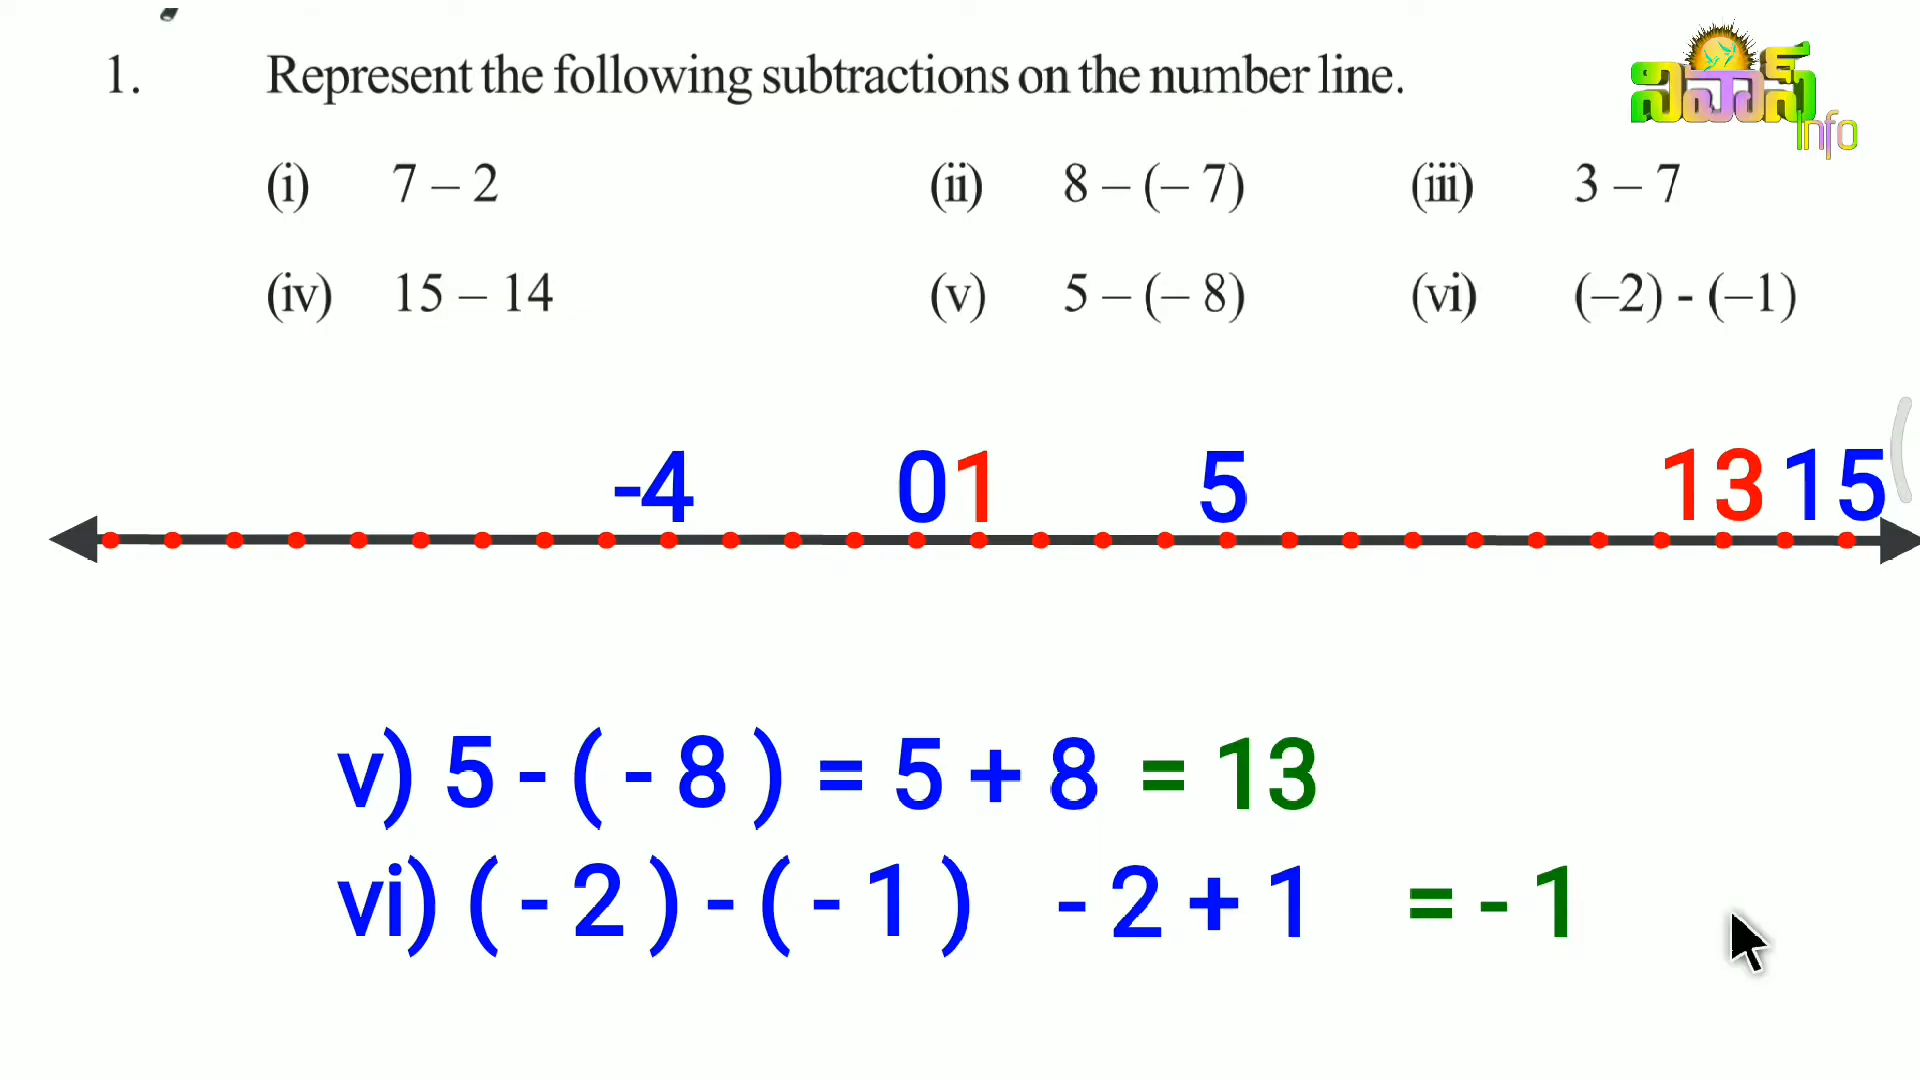 నివాస్
Info
1. Represent the following subtractions on the number line.
(i) 7 – 2 (ii) 8 – (– 7) (iii) 3 – 7
(iv) 15 – 14 (v) 5 – (– 8) (vi) (–2) - (–1)
-4 0 1 5 13 15
v) 5 - ( - 8 ) = 5 + 8 = 13
vi) ( - 2 ) - ( - 1 ) - 2 + 1 = - 1